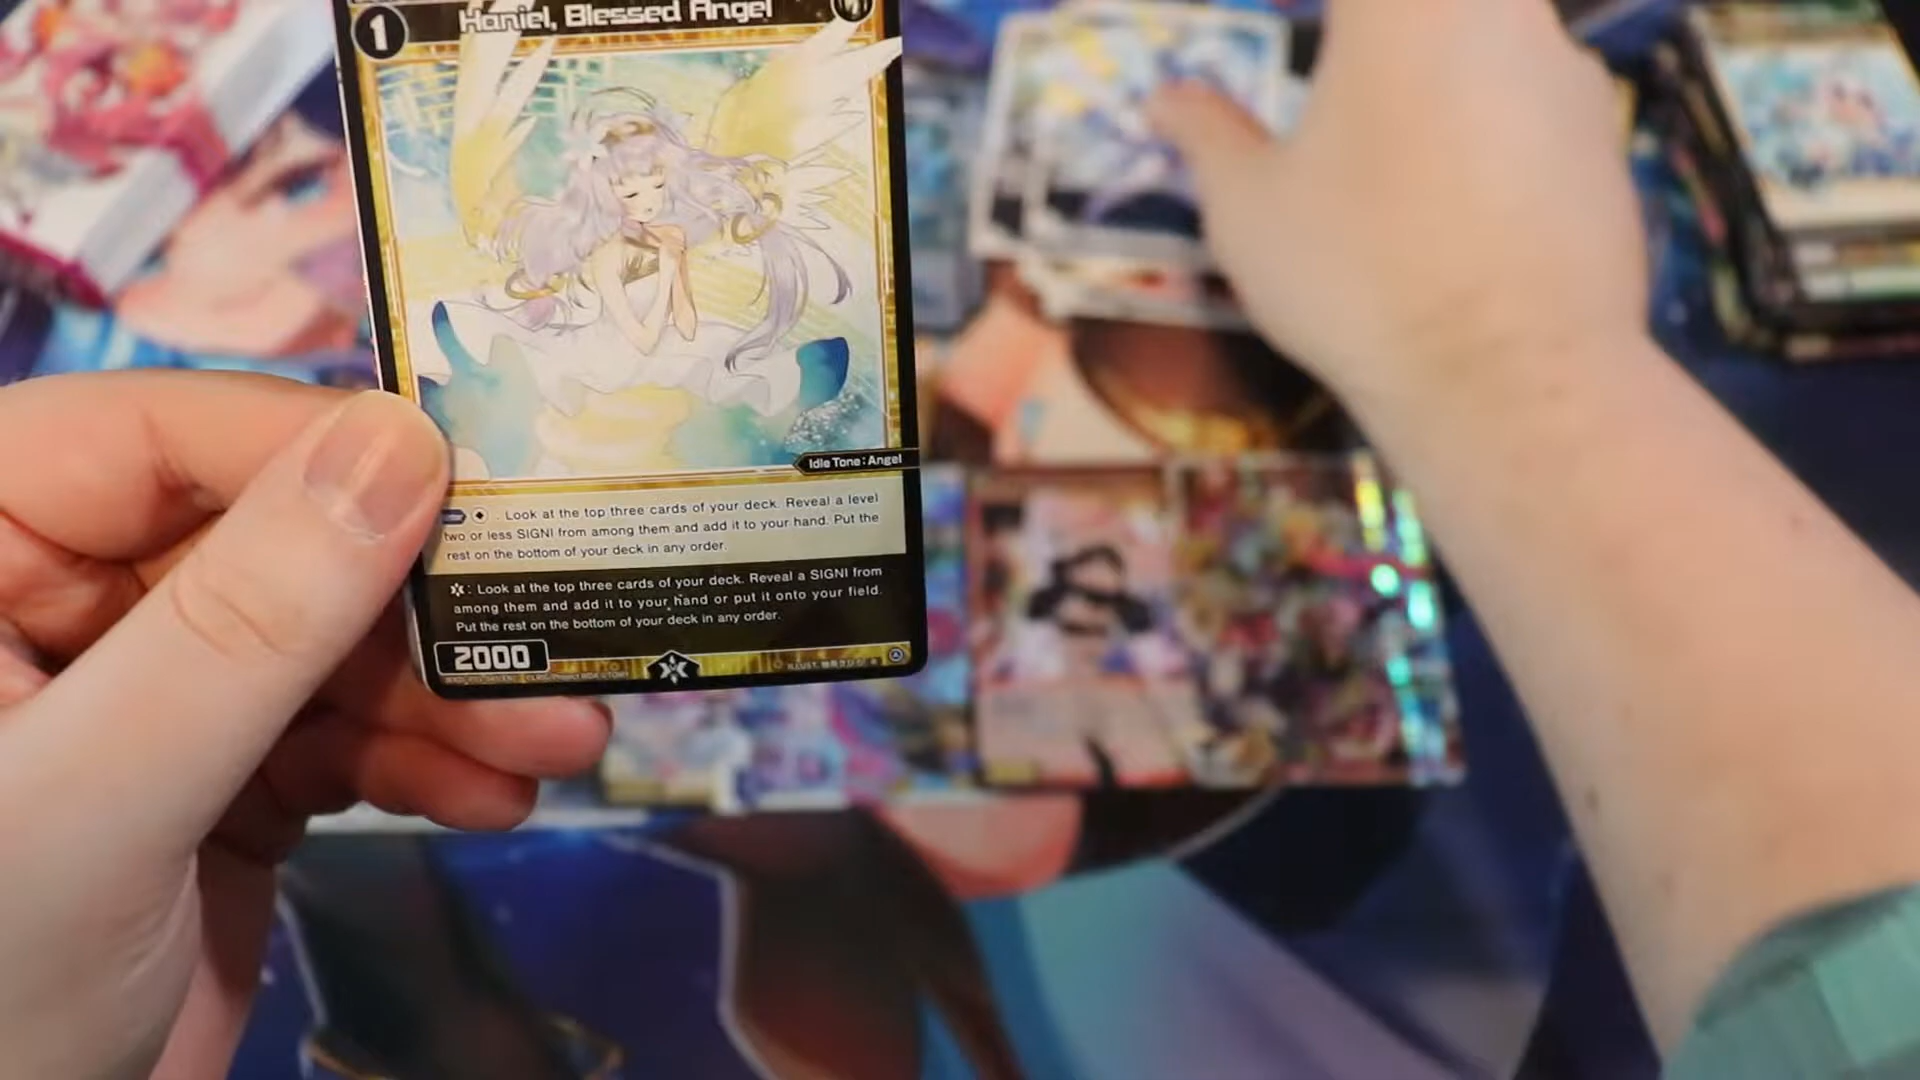 1
Haniel, Blessed Angel
Idle Tone: Angel
: Look at the top three cards of your deck. Reveal a level
two or less SIGNI from among them and add it to your hand. Put the
rest on the bottom of your deck in any order.
: Look at the top three cards of your deck. Reveal a SIGNI from
among them and add it to your hand or put it onto your field.
Put the rest on the bottom of your deck in any order.
2000